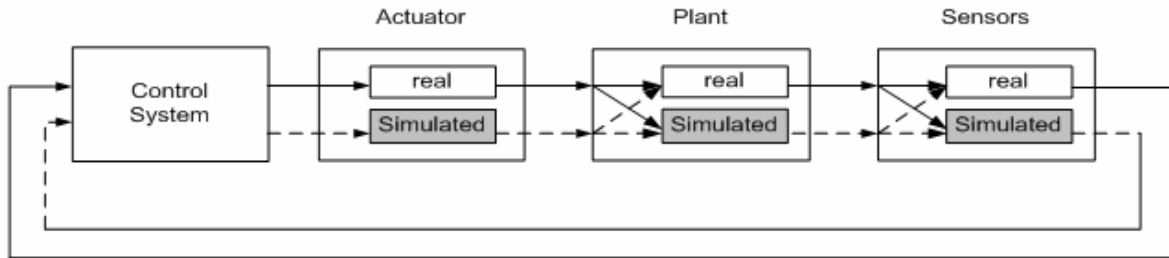 Actuator
Plant
Sensors
Control
System
real
real
real
Simulated
Simulated
Simulated